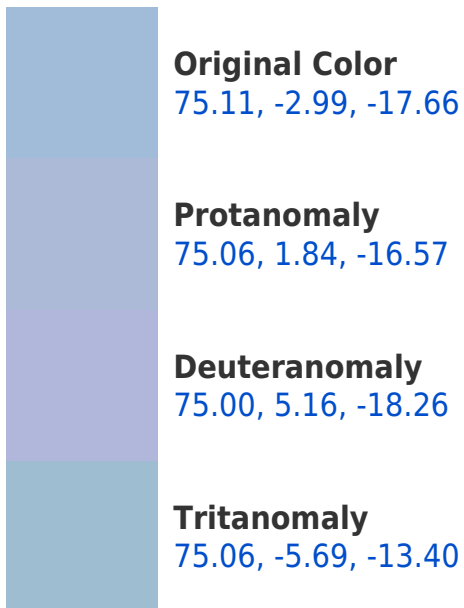 Original Color
75.11, -2.99, -17.66
Protanomaly
75.06, 1.84, -16.57
Deuteranomaly
75.00, 5.16, -18.26
Tritanomaly
75.06, -5.69, -13.40